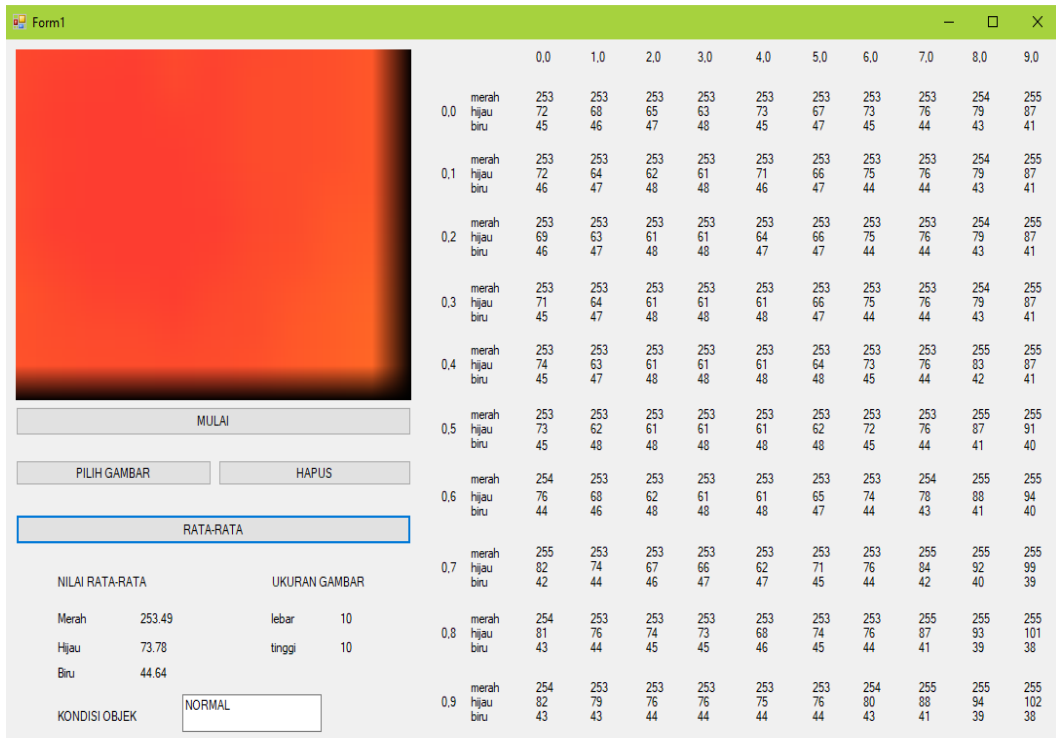 Form1
0,0 1,0 2,0 3,0 4,0 5,0 6,0 7,0 8,0 9,0
merah 253 253 253 253 253 253 253 253 254 255
0,0 hijau 72 68 65 63 73 67 73 76 79 87
biru 45 46 47 48 45 47 45 44 43 41
merah 253 253 253 253 253 253 253 253 254 255
0,1 hijau 72 64 62 61 71 66 75 76 79 87
biru 46 47 48 48 46 47 44 44 43 41
merah 253 253 253 253 253 253 253 253 254 255
0,2 hijau 69 63 61 61 64 66 75 76 79 87
biru 46 47 48 48 47 47 44 44 43 41
merah 253 253 253 253 253 253 253 253 254 255
0,3 hijau 71 64 61 61 61 66 75 76 79 87
biru 45 47 48 48 48 47 44 44 43 41
merah 253 253 253 253 253 253 253 253 255 255
0,4 hijau 74 63 61 61 61 64 73 76 83 87
biru 45 47 48 48 48 48 45 44 42 41
merah 253 253 253 253 253 253 253 253 255 255
0,5 hijau 73 62 61 61 61 62 72 76 87 91
biru 45 48 48 48 48 48 45 44 41 40
merah 254 253 253 253 253 253 253 254 255 255
0,6 hijau 76 68 62 61 61 65 74 78 88 94
biru 44 46 48 48 48 47 44 43 41 40
merah 255 253 253 253 253 253 253 255 255 255
0,7 hijau 82 74 67 66 62 71 76 84 92 99
biru 42 44 46 47 47 45 44 42 40 39
merah 254 253 253 253 253 253 253 255 255 255
0,8 hijau 81 76 74 73 68 74 76 87 93 101
biru 43 44 45 45 46 45 44 41 39 38
merah 254 253 253 253 253 253 254 255 255 255
0,9 hijau 82 79 76 76 75 76 80 88 94 102
biru 43 43 44 44 44 44 43 41 39 38
MULAI
PILIH GAMBAR HAPUS
RATA-RATA
NILAI RATA-RATA UKURAN GAMBAR
Merah 253.49 lebar 10
Hijau 73.78 tinggi 10
Biru 44.64
KONDISI OBJEK NORMAL